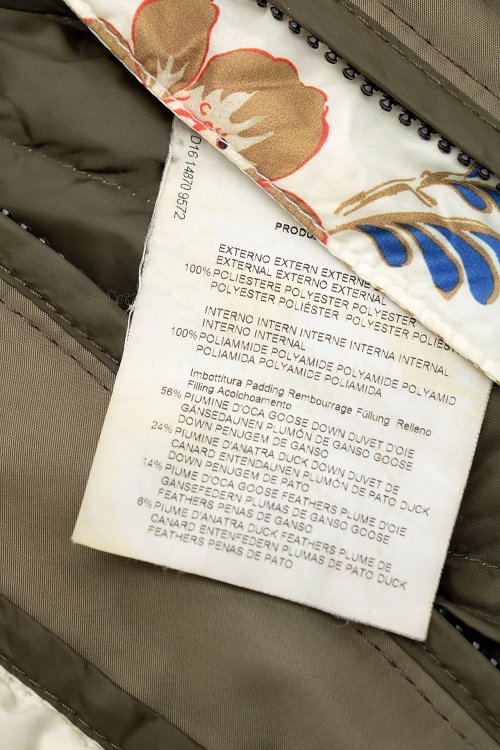 D16 14870 9572
PRODU
EXTERNO EXTERN EXTERNE
EXTERNAL EXTERNO EXTERNAL
100% POLIESTERE POLYESTER POLYESTER
POLYESTER POLIÉSTER POLYESTER POLYESTER
INTERNO INTERN INTERNE INTERNA INTERNAL
INTERNO INTERNAL
100% POLIAMMIDE POLYAMIDE POLYAMIDE POLYAMID
POLIAMIDA POLYAMIDE POLIAMIDA
Imbottitura Padding Rembourrage Füllung Relleno
Filling Acolchoamento
56% PIUMINE D'OCA GOOSE DOWN DUVET D'OIE
GANSEDAUNEN PLUMÓN DE GANSO GOOSE
DOWN PENUGEM DE GANSO
24% PIUMINE D'ANATRA DUCK DOWN DUVET DE
CANARD ENTENDAUNEN PLUMÓN DE PATO DUCK
DOWN PENUGEM DE PATO
14% PIUME D'OCA GOOSE FEATHERS PLUME D'OIE
GANSEFEDERN PLUMAS DE GANSO GOOSE
FEATHERS PENAS DE GANSO
6% PIUME D'ANATRA DUCK FEATHERS PLUME DE
CANARD ENTENFEDERN PLUMAS DE PATO DUCK
FEATHERS PENAS DE PATO